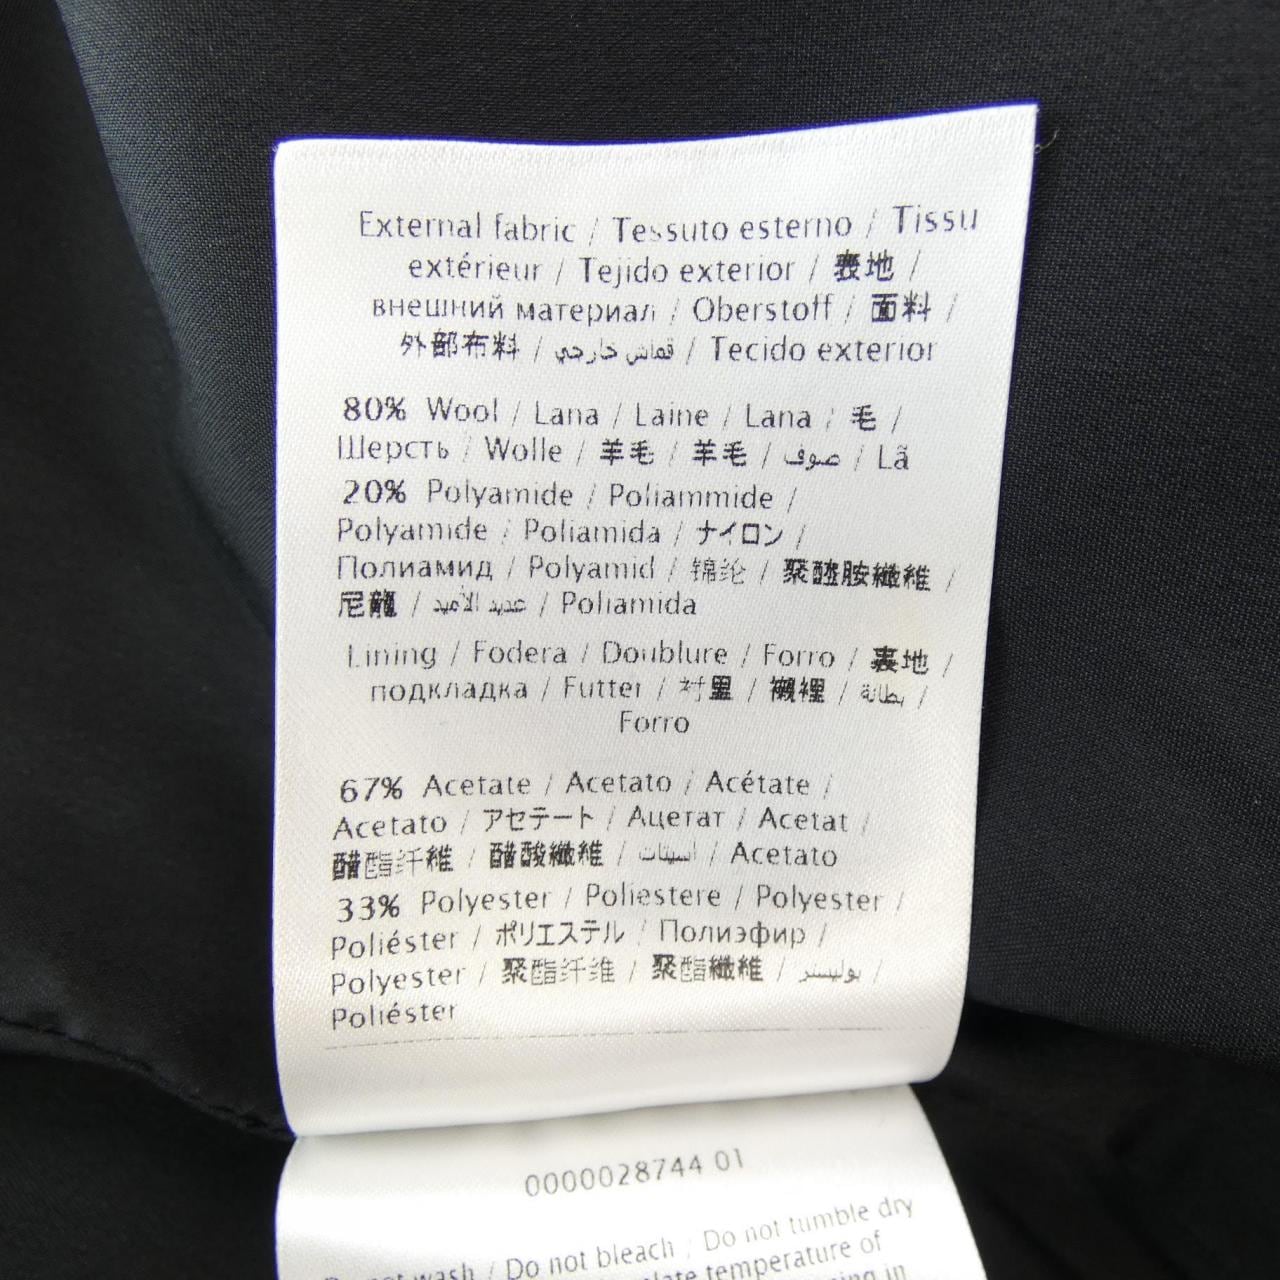 External fabric / Tessuto esterno / Tissu
extérieur / Tejido exterior / 表地 /
внешний материал / Oberstoff / 面料 /
外部布料 / قماش خارجي / Tecido exterior
80% Wool / Lana / Laine / Lana / 毛 /
Шерсть / Wolle / 羊毛 / 羊毛 / صوف / Lã
20% Polyamide / Poliammide /
Polyamide / Poliamida / ナイロン /
Полиамид / Polyamid / 锦纶 / 聚醯胺纖維 /
尼龍 / عديد الأميد / Poliamida
Lining / Fodera / Doublure / Forro / 裏地 /
подкладка / Futter / 衬里 / 襯裡 / بطانة /
Forro
67% Acetate / Acetato / Acétate /
Acetato / アセテート / Ацетат / Acetat /
醋酯纤维 / 醋酸纖維 / اسيتات / Acetato
33% Polyester / Poliestere / Polyester /
Poliéster / ポリエステル / Полиэфир /
Polyester / 聚酯纤维 / 聚酯纖維 / بوليستر /
Poliéster
0000028744 01
Do not wash / Do not bleach / Do not tumble dry
temperature of
in